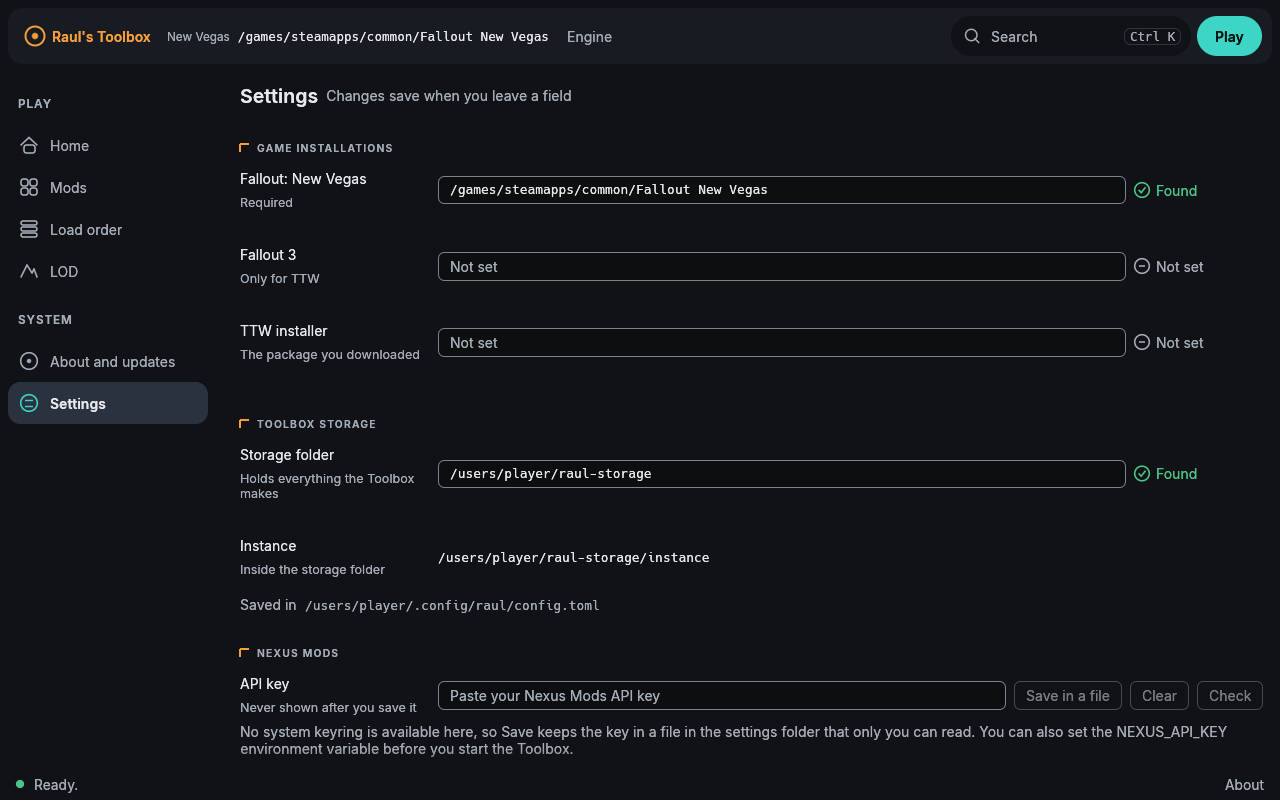 Raul's Toolbox New Vegas /games/steamapps/common/Fallout New Vegas Engine Search Ctrl K Play
PLAY
Home
Mods
Load order
LOD
SYSTEM
About and updates
Settings
Settings Changes save when you leave a field
GAME INSTALLATIONS
Fallout: New Vegas
Required
/games/steamapps/common/Fallout New Vegas Found
Fallout 3
Only for TTW
Not set Not set
TTW installer
The package you downloaded
Not set Not set
TOOLBOX STORAGE
Storage folder
Holds everything the Toolbox
makes
/users/player/raul-storage Found
Instance
Inside the storage folder
/users/player/raul-storage/instance
Saved in /users/player/.config/raul/config.toml
NEXUS MODS
API key
Never shown after you save it
Paste your Nexus Mods API key Save in a file Clear Check
No system keyring is available here, so Save keeps the key in a file in the settings folder that only you can read. You can also set the NEXUS_API_KEY
environment variable before you start the Toolbox.
Ready. About